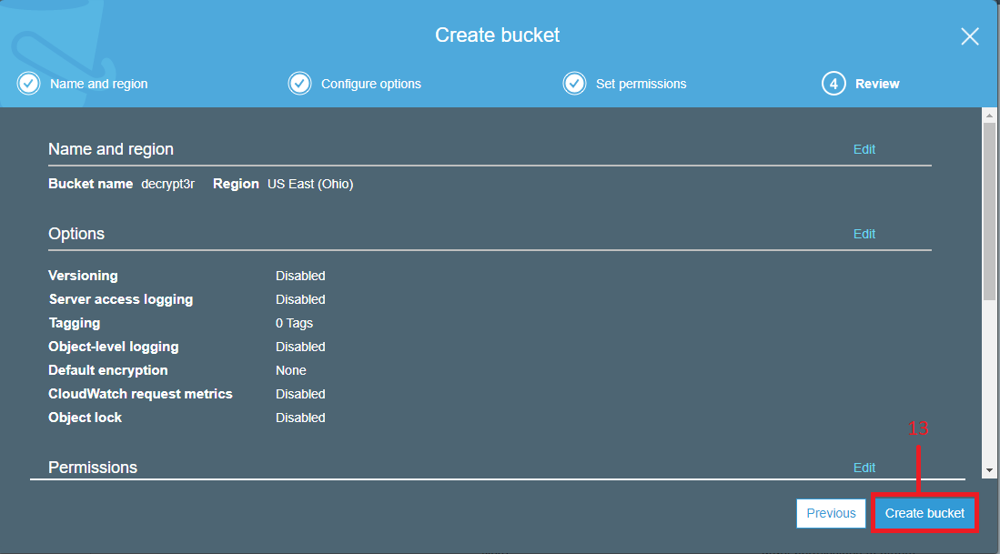 Create bucket
Name and region
Configure options
Set permissions
4 Review
Name and region Edit
Bucket name decrypt3r Region US East (Ohio)
Options Edit
Versioning Disabled
Server access logging Disabled
Tagging 0 Tags
Object-level logging Disabled
Default encryption None
CloudWatch request metrics Disabled
Object lock Disabled
13
Permissions Edit
Previous Create bucket